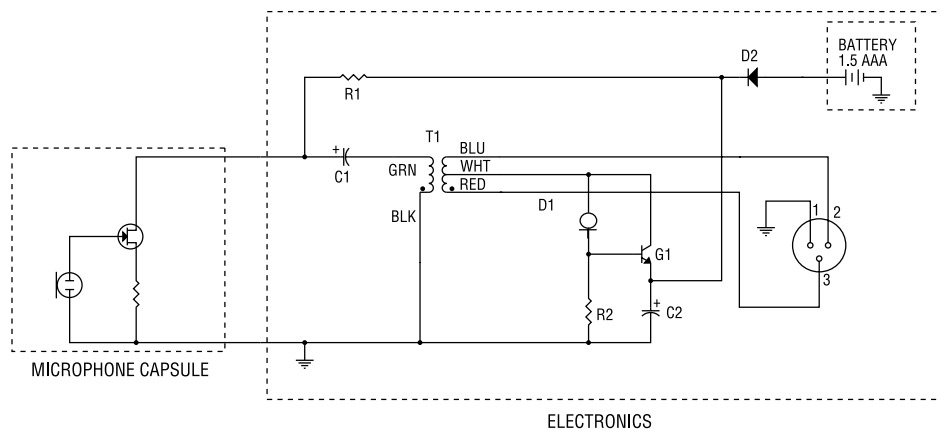 D2
BATTERY
1.5 AAA
R1
T1
BLU
WHT
RED
GRN
C1
+
BLK
D1
G1
R2
+
C2
1
2
3
MICROPHONE CAPSULE
ELECTRONICS